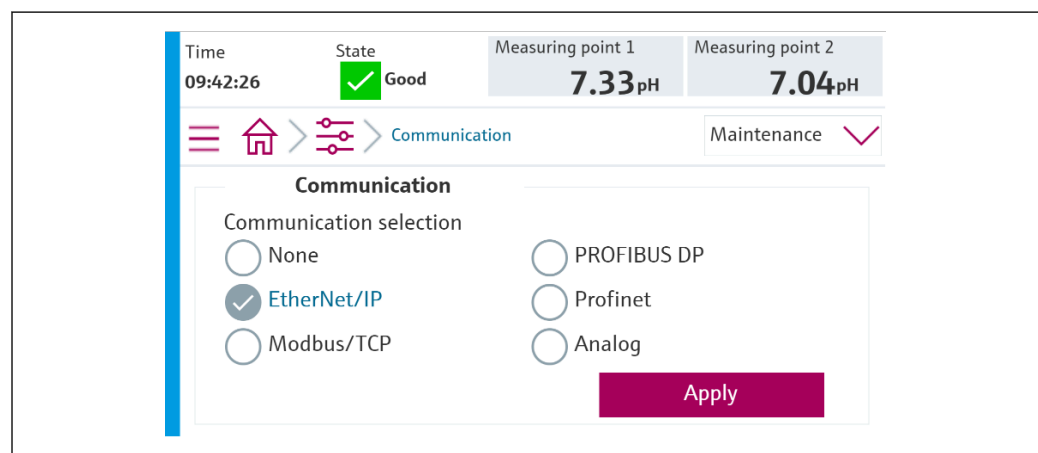 Time State Measuring point 1 Measuring point 2
09:42:26 Good 7.33pH 7.04pH
Communication Maintenance
Communication
Communication selection
None PROFIBUS DP
EtherNet/IP Profinet
Modbus/TCP Analog
Apply